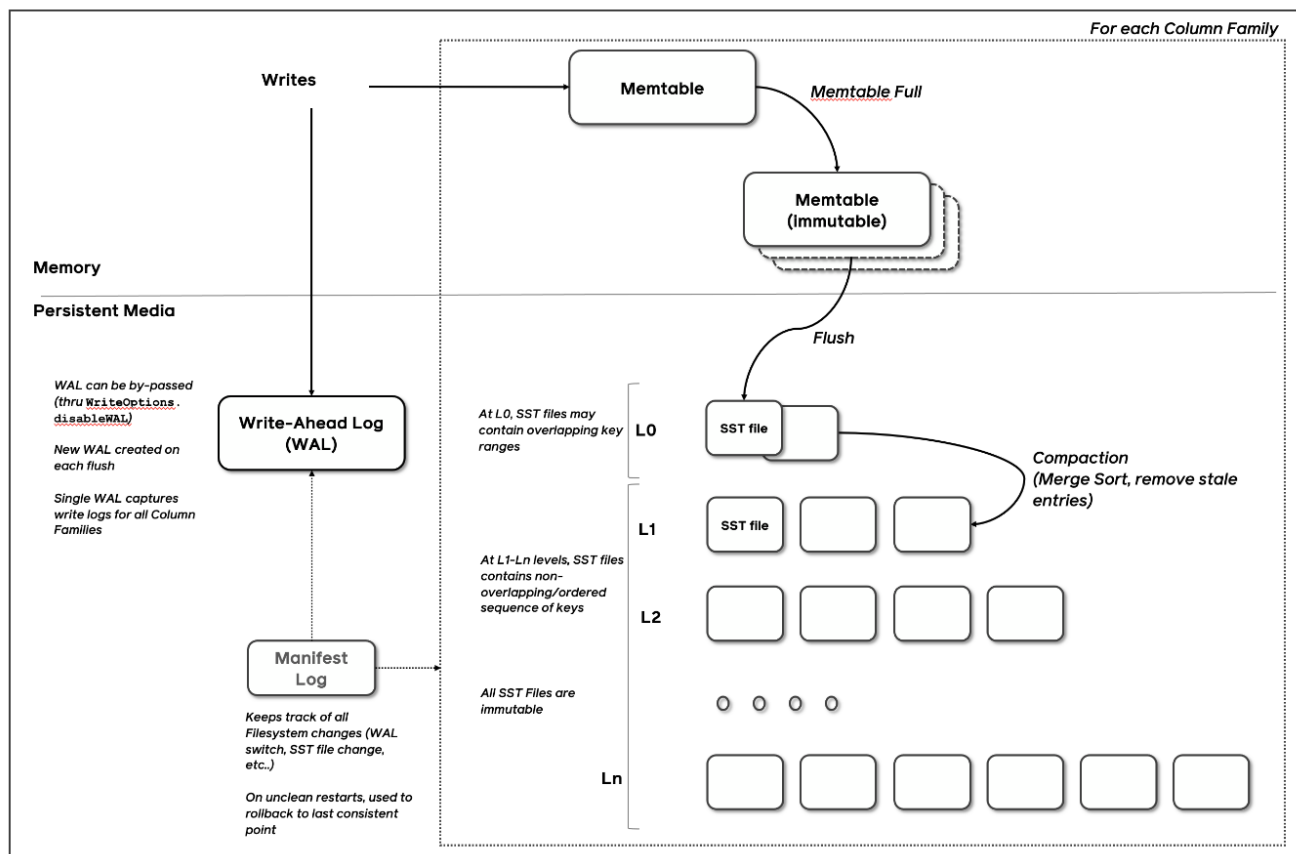 For each Column Family
Writes
Memtable
Memtable Full
Memtable
(immutable)
Memory
Persistent Media
Flush
WAL can be by-passed
(thru WriteOptions.
disableWAL)
New WAL created on
each flush
Single WAL captures
write logs for all Column
Families
Write-Ahead Log
(WAL)
At L0, SST files may
contain overlapping key
ranges
L0
SST file
Compaction
(Merge Sort, remove stale
entries)
At L1-Ln levels, SST files
contains non-
overlapping/ordered
sequence of keys
L1
SST file
L2
Manifest
Log
All SST Files are
immutable
Keeps track of all
Filesystem changes (WAL
switch, SST file change,
etc..)
On unclean restarts, used to
rollback to last consistent
point
Ln